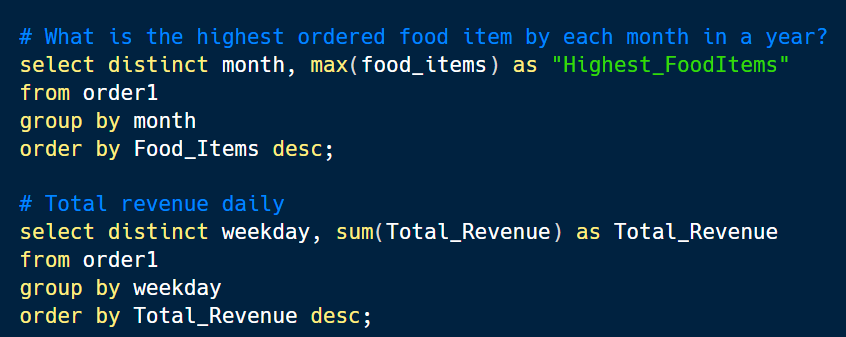 # What is the highest ordered food item by each month in a year?
select distinct month, max(food_items) as "Highest_FoodItems"
from order1
group by month
order by Food_Items desc;
# Total revenue daily
select distinct weekday, sum(Total_Revenue) as Total_Revenue
from order1
group by weekday
order by Total_Revenue desc;